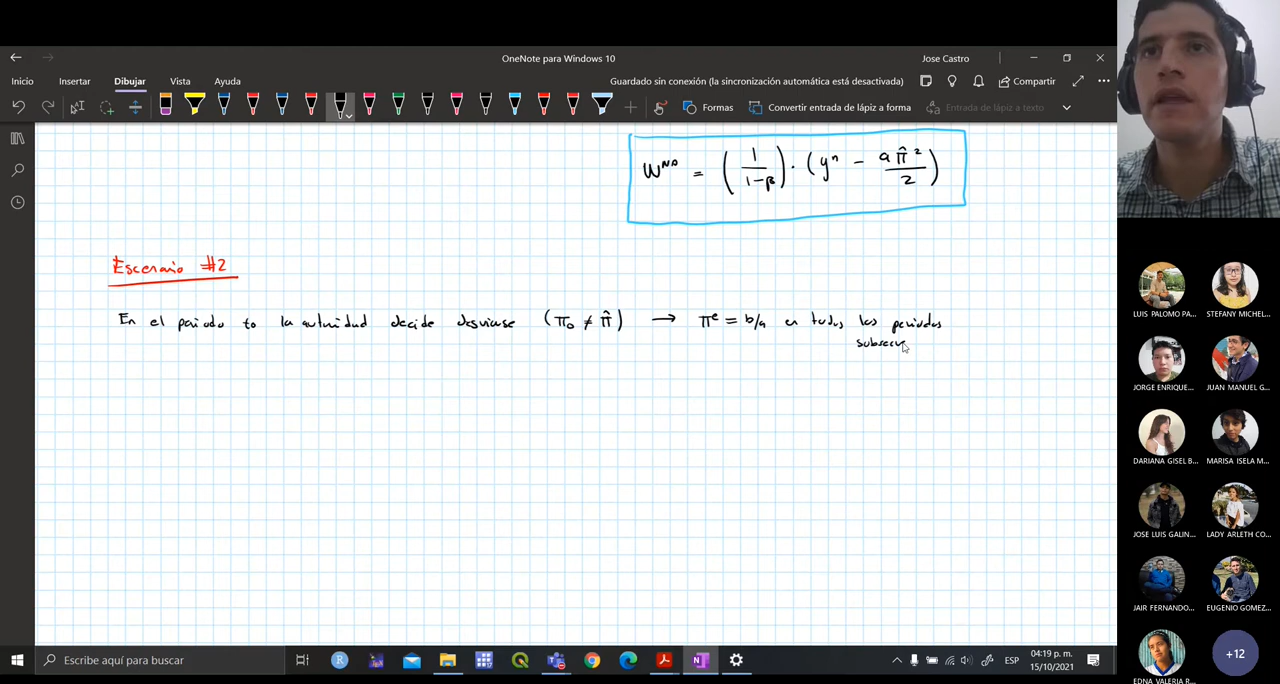 OneNote para Windows 10
Jose Castro
Inicio Insertar Dibujar Vista Ayuda
Guardado sin conexión (la sincronización automática está desactivada)
Compartir
Formas
Convertir entrada de lápiz a forma
Entrada de lápiz a texto
W^ND = (1/(1-β)) · (y^n - aπ̂²/2)
Escenario #2
En el periodo to la autoridad decide desviarse (π₀ ≠ π̂) → π^e = b/a en todos los periodos
subsecue
LUIS PALOMO PA...
STEFANY MICHEL...
JORGE ENRIQUE...
JUAN MANUEL G...
DARIANA GISEL B...
MARISA ISELA M...
JOSE LUIS GALIN...
LADY ARLETH CO...
JAIR FERNANDO...
EUGENIO GOMEZ...
EDNA VALERIA R...
+12
Escribe aquí para buscar
ESP
04:19 p. m.
15/10/2021